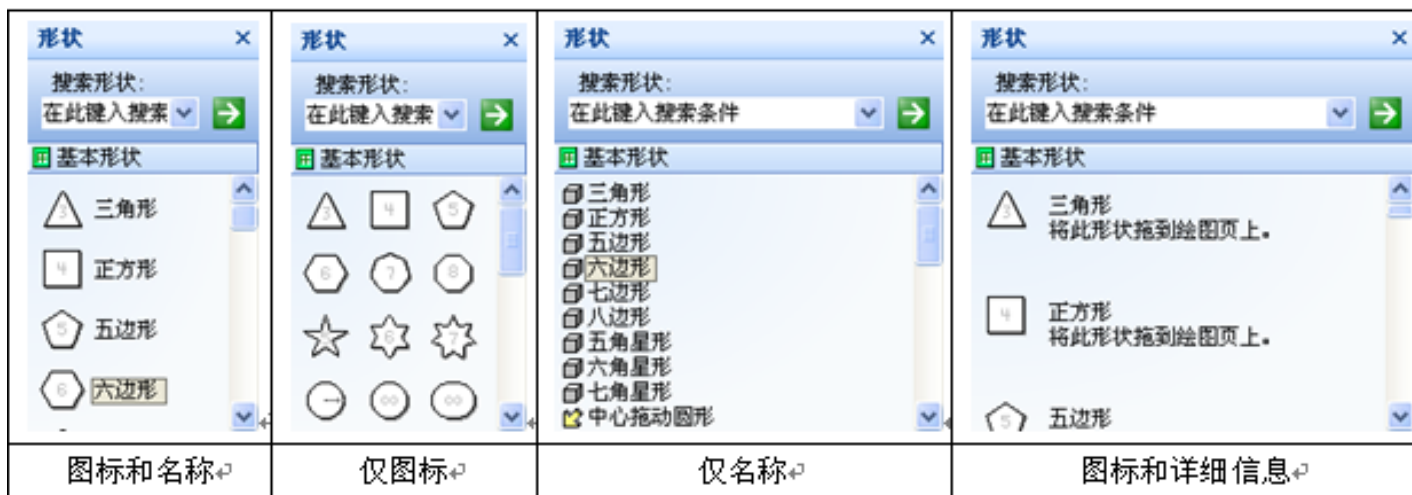 形状
搜索形状:
在此键入搜索
基本形状
三角形
正方形
五边形
六边形
图标和名称
形状
搜索形状:
在此键入搜索
基本形状
3 4 5
6 7 8
6 7
仅图标
形状
搜索形状:
在此键入搜索条件
基本形状
三角形
正方形
五边形
六边形
七边形
八边形
五角星形
六角星形
七角星形
中心拖动圆形
仅名称
形状
搜索形状:
在此键入搜索条件
基本形状
三角形
将此形状拖到绘图页上。
正方形
将此形状拖到绘图页上。
五边形
图标和详细信息